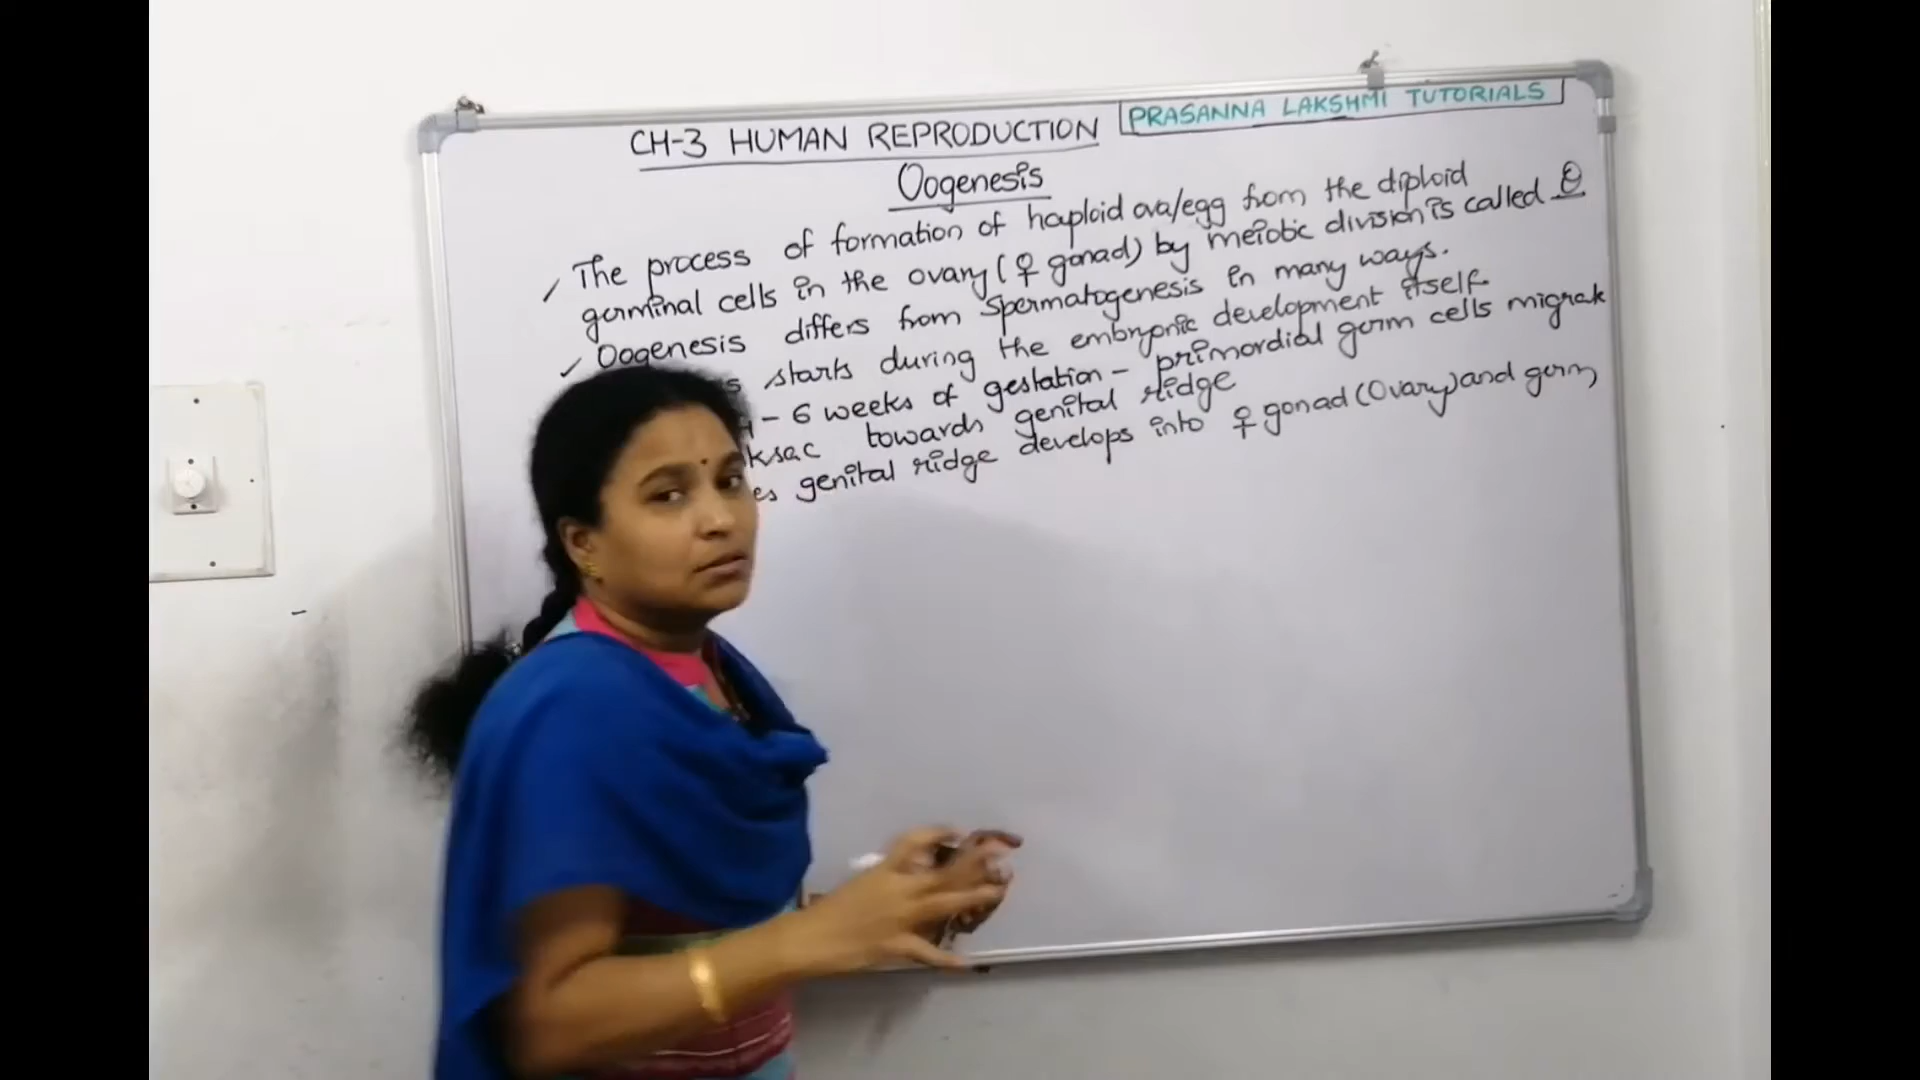 PRASANNA LAKSHMI TUTORIALS
CH-3 HUMAN REPRODUCTION
Oogenesis
The process of formation of haploid ova/egg from the diploid
germinal cells in the ovary (♀ gonad) by meiotic division is called O
Oogenesis differs from Spermatogenesis in many ways.
starts during the embryonic development itself.
- 6 weeks of gestation - primordial germ cells migrate
towards genital ridge
genital ridge develops into ♀ gonad (Ovary) and germ